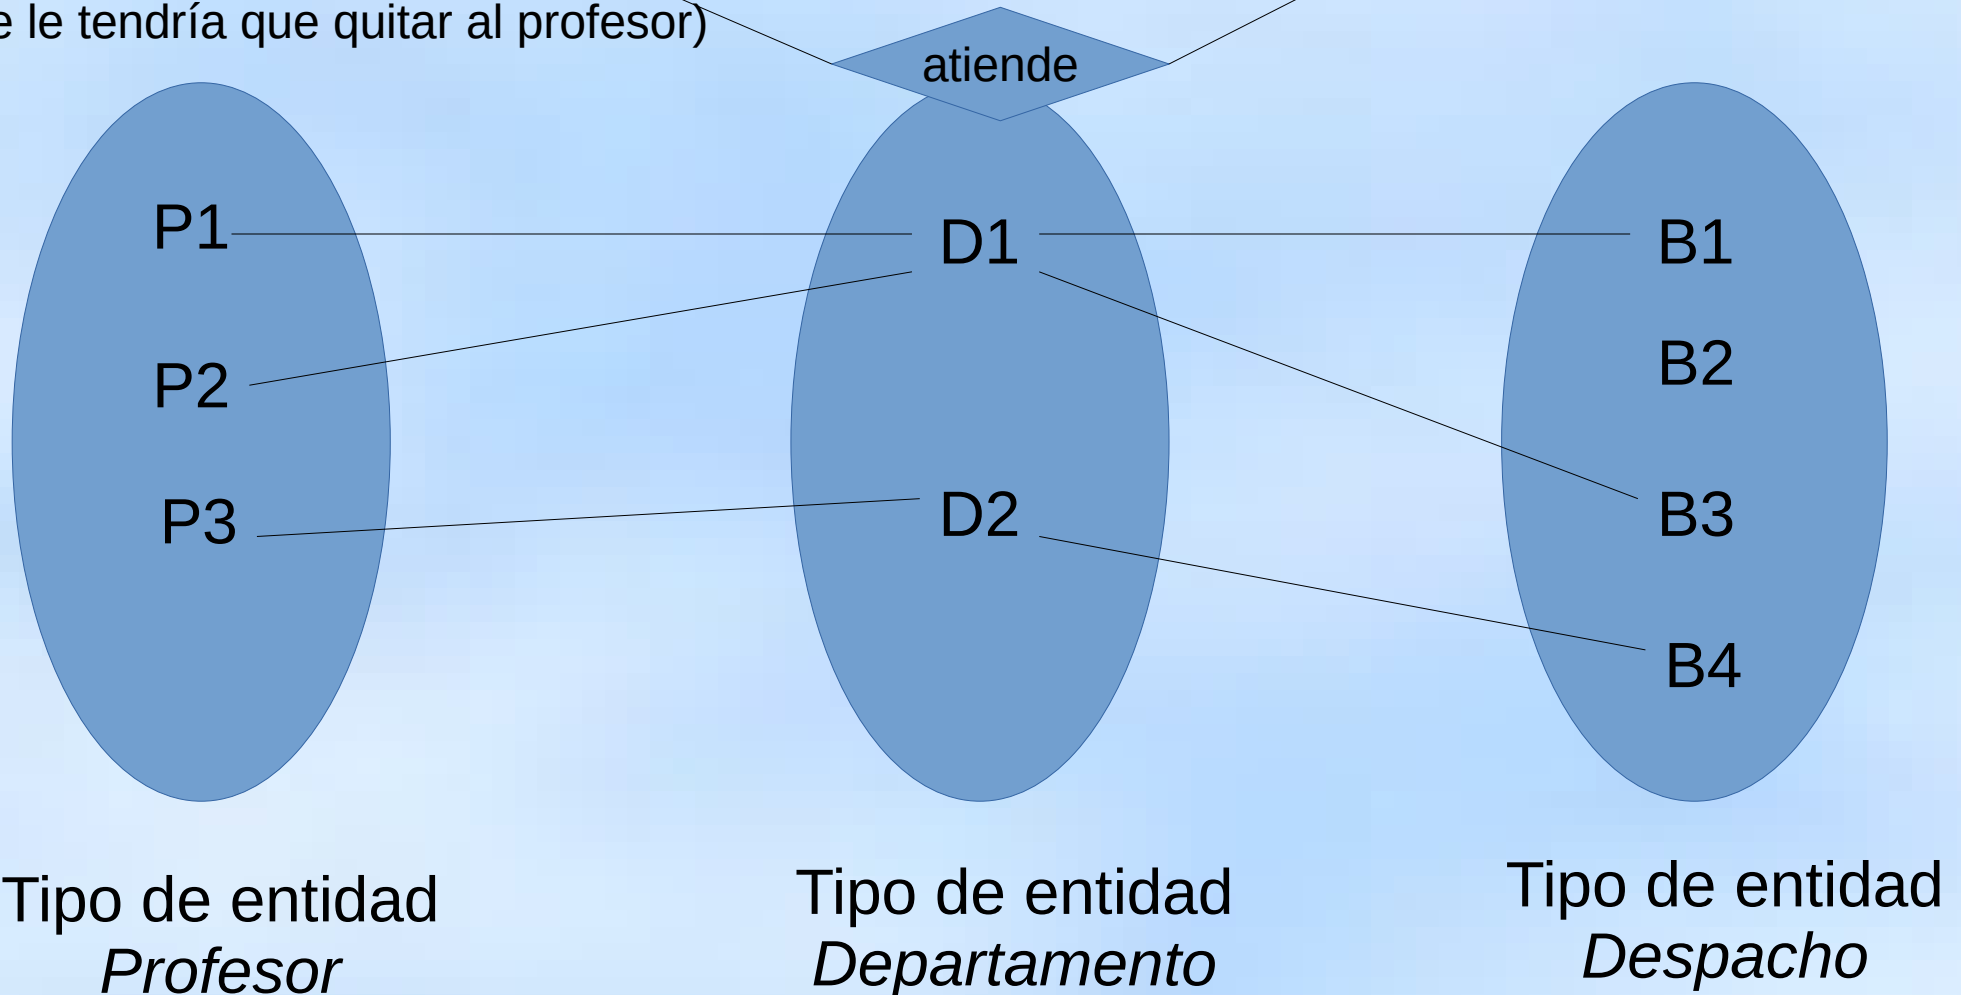 e le tendría que quitar al profesor)
atiende
P1
D1
B1
P2
B2
P3
D2
B3
B4
Tipo de entidad
Profesor
Tipo de entidad
Departamento
Tipo de entidad
Despacho